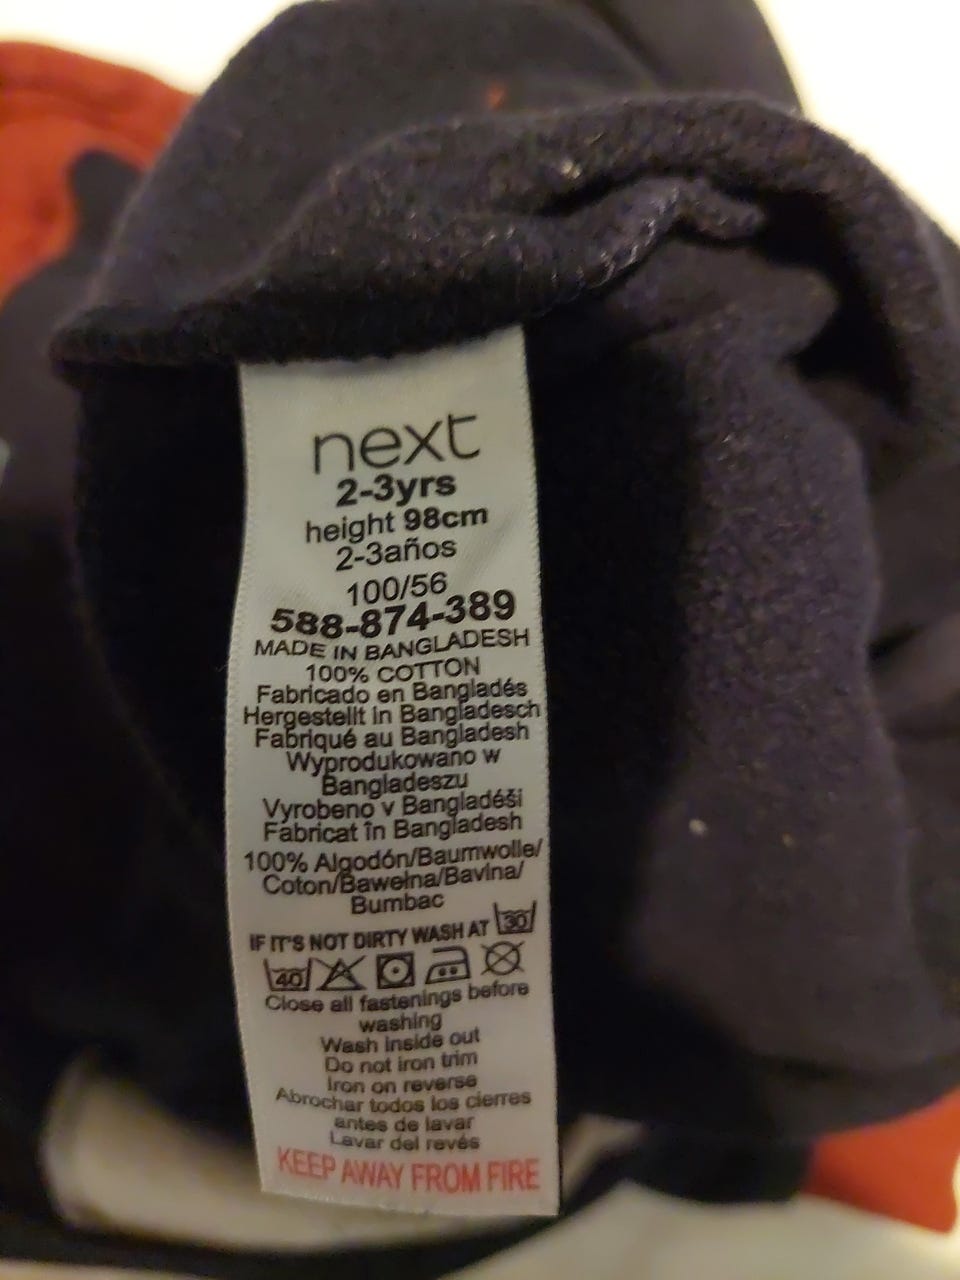 next
2-3yrs
height 98cm
2-3años
100/56
588-874-389
MADE IN BANGLADESH
100% COTTON
Fabricado en Bangladés
Hergestellt in Bangladesch
Fabriqué au Bangladesh
Wyprodukowano w
Bangladeszu
Vyrobeno v Bangladéši
Fabricat în Bangladesh
100% Algodón/Baumwolle/
Coton/Bawełna/Bavlna/
Bumbac
IF IT'S NOT DIRTY WASH AT 30
40
Close all fastenings before
washing
Wash inside out
Do not iron trim
Iron on reverse
Abrochar todos los cierres
antes de lavar
Lavar del revés
KEEP AWAY FROM FIRE